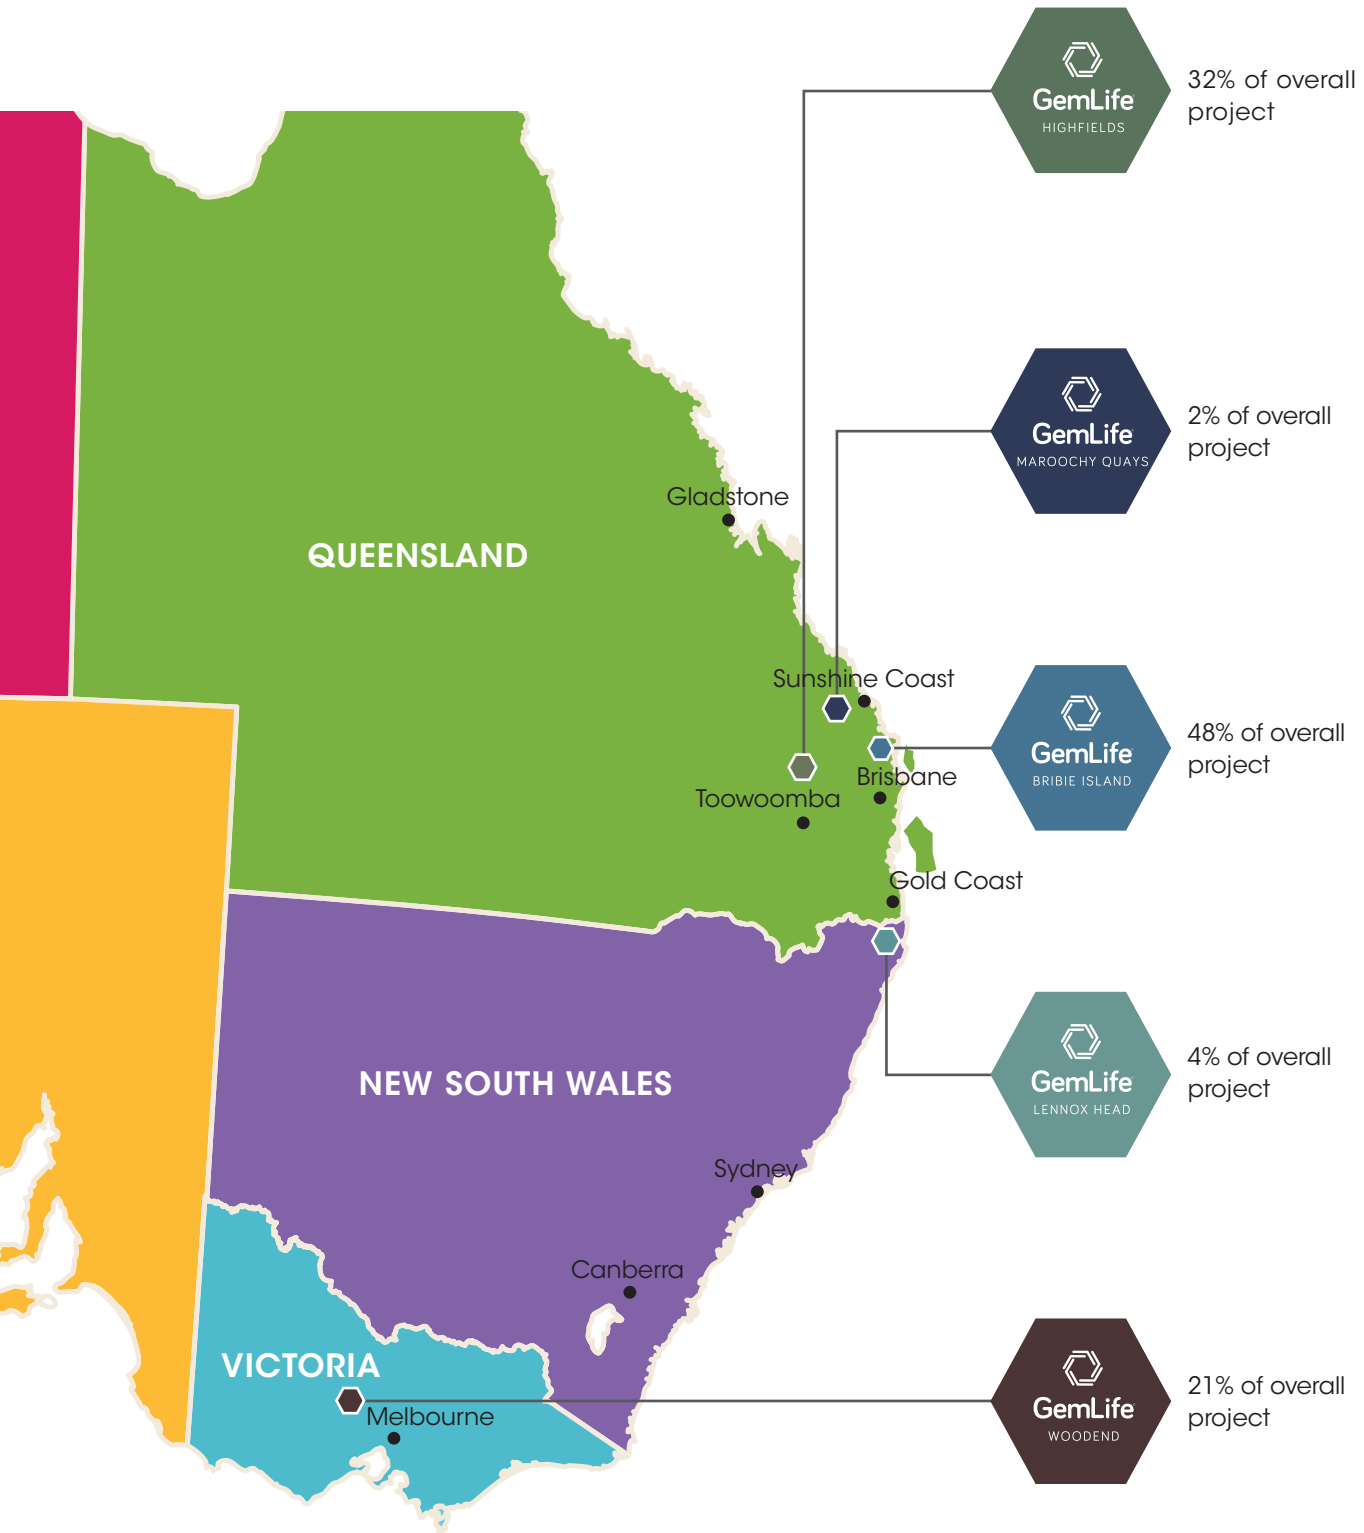 GemLife
HIGHFIELDS
32% of overall
project
GemLife
MAROOCHY QUAYS
2% of overall
project
Gladstone
QUEENSLAND
Sunshine Coast
GemLife
BRIBIE ISLAND
48% of overall
project
Brisbane
Toowoomba
Gold Coast
GemLife
LENNOX HEAD
4% of overall
project
NEW SOUTH WALES
Sydney
Canberra
VICTORIA
Melbourne
GemLife
WOODEND
21% of overall
project